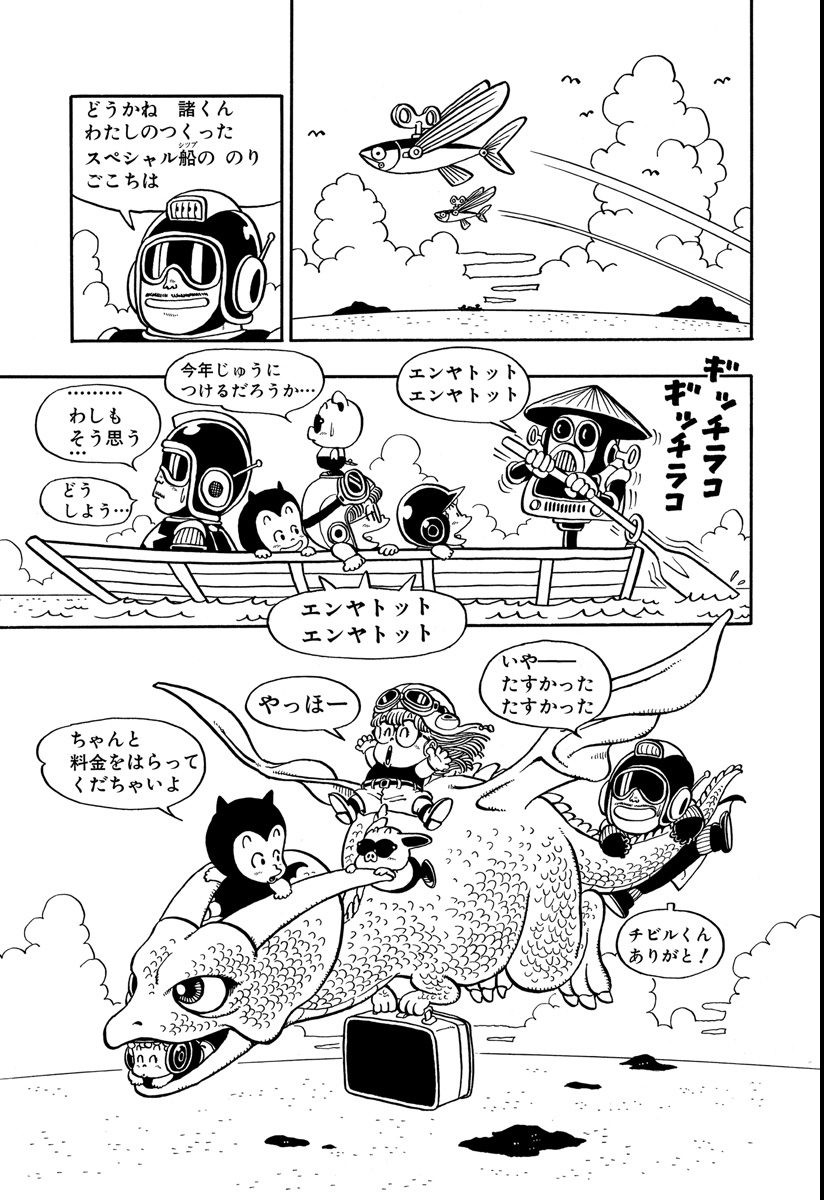 どうかね　諸くん
わたしのつくった
スペシャル船の のり
シップ
ごこちは
ギッチラコ
ギッチラコ
エンヤトット
エンヤトット
今年じゅうに
つけるだろうか…
………
わしも
そう思う
…
どう
しよう…
エンヤトット
エンヤトット
いや──
たすかった
たすかった
やっほー
ちゃんと
料金をはらって
くだちゃいよ
チビルくん
ありがと！